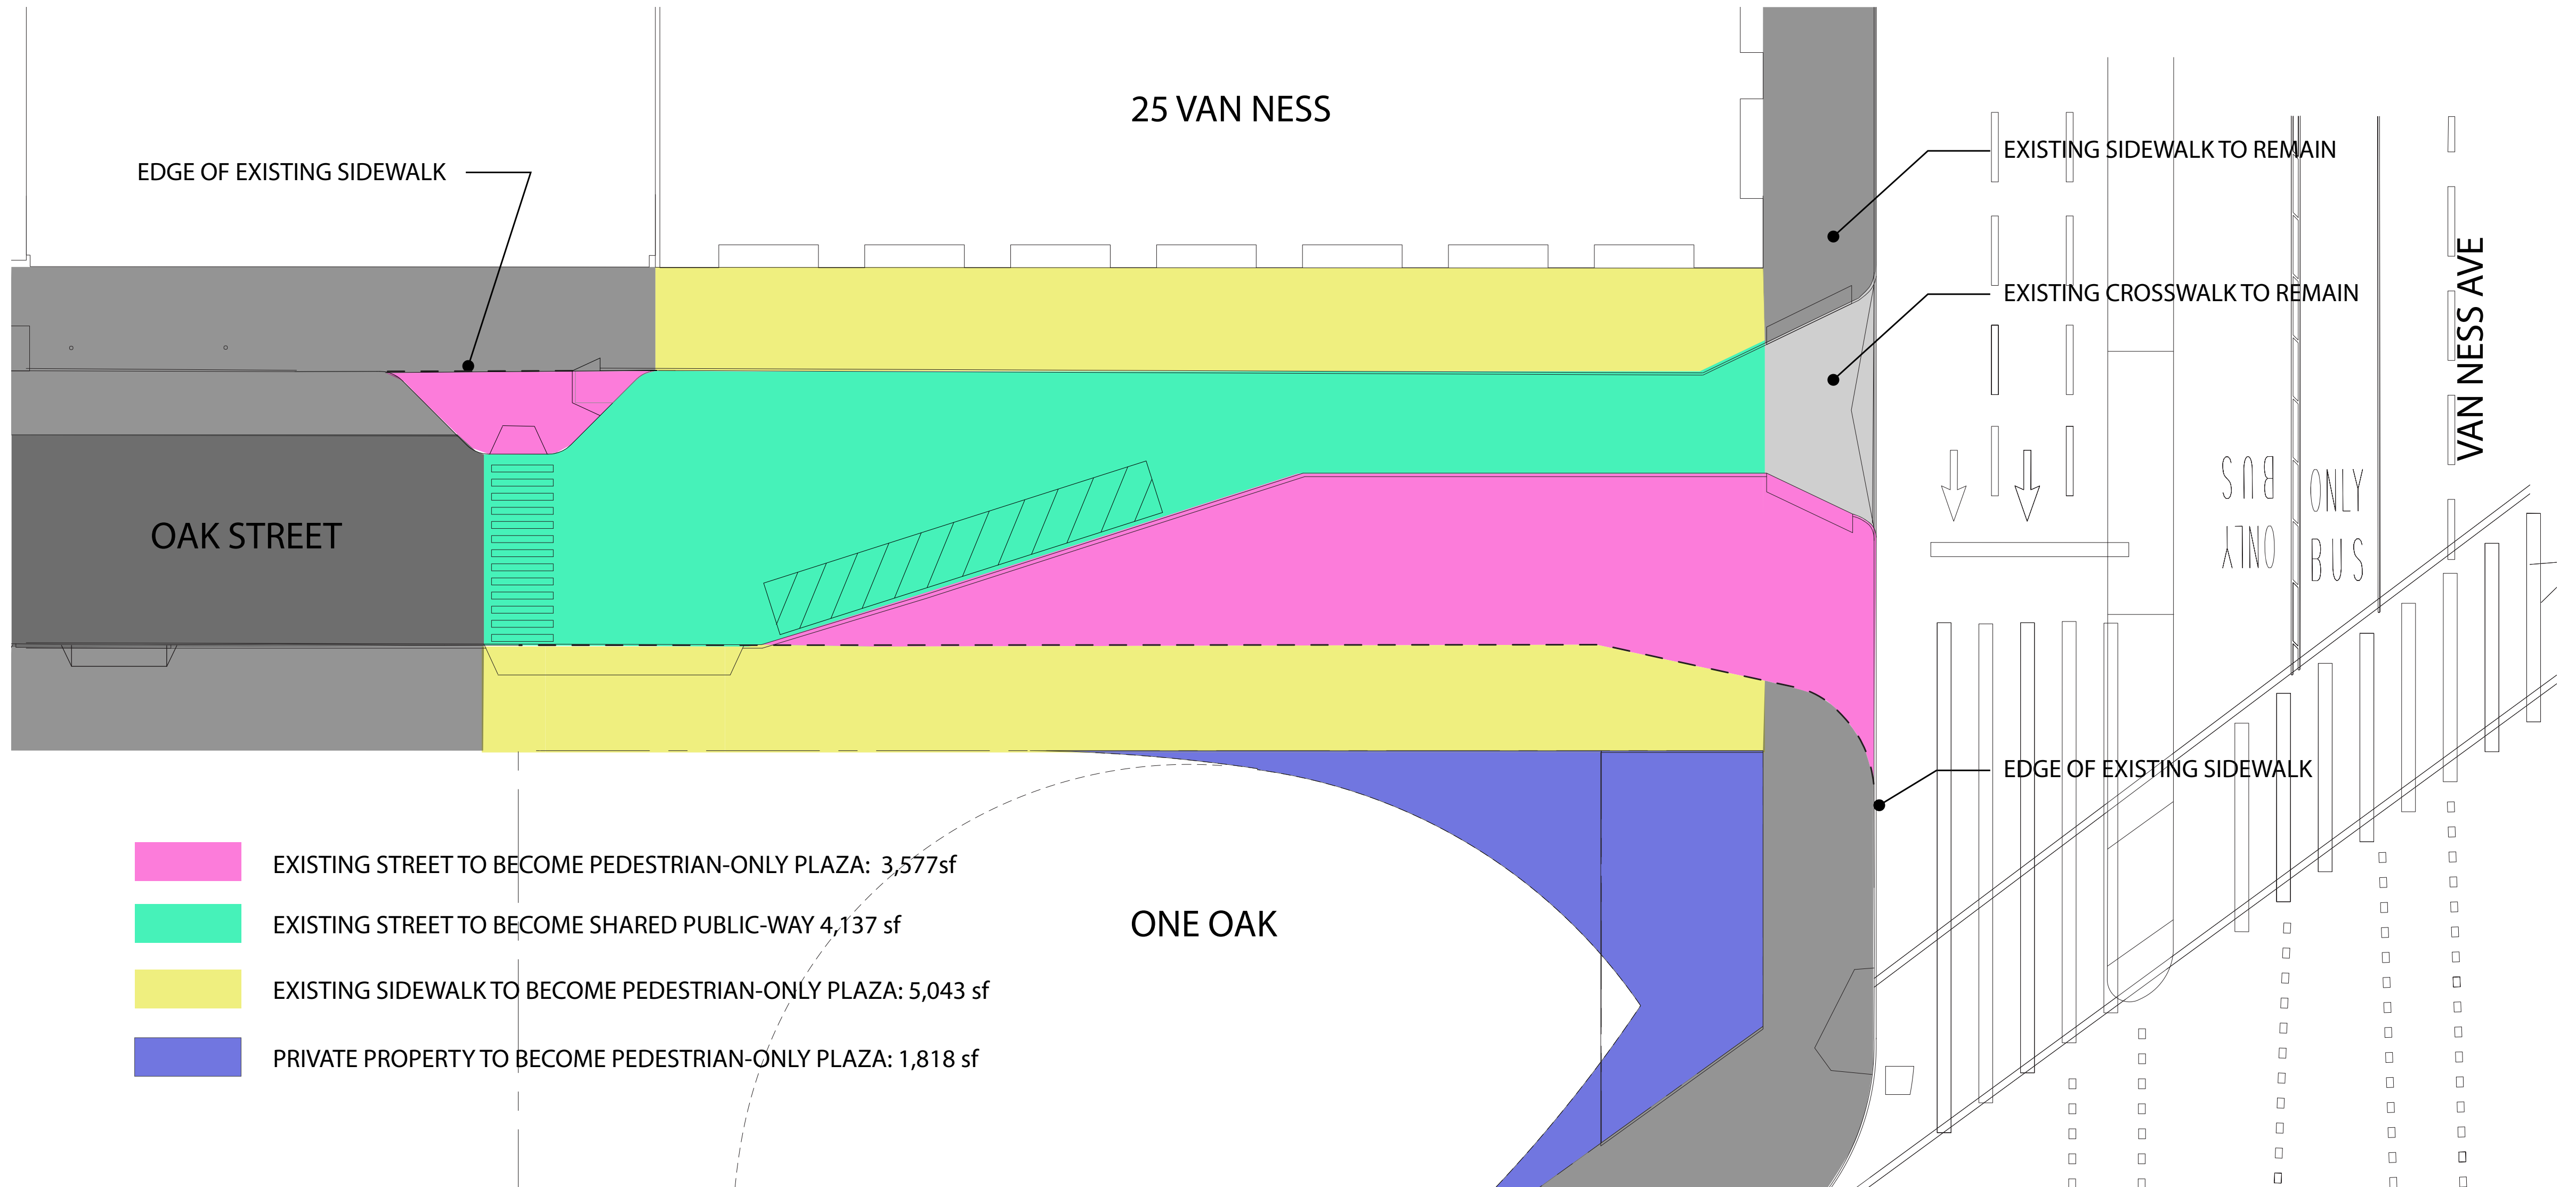 25 VAN NESS
EDGE OF EXISTING SIDEWALK
EXISTING SIDEWALK TO REMAIN
EXISTING CROSSWALK TO REMAIN
VAN NESS AVE
BUS
ONLY
ONLY
BUS
OAK STREET
EDGE OF EXISTING SIDEWALK
EXISTING STREET TO BECOME PEDESTRIAN-ONLY PLAZA: 3,577sf
EXISTING STREET TO BECOME SHARED PUBLIC-WAY 4,137 sf
EXISTING SIDEWALK TO BECOME PEDESTRIAN-ONLY PLAZA: 5,043 sf
PRIVATE PROPERTY TO BECOME PEDESTRIAN-ONLY PLAZA: 1,818 sf
ONE OAK